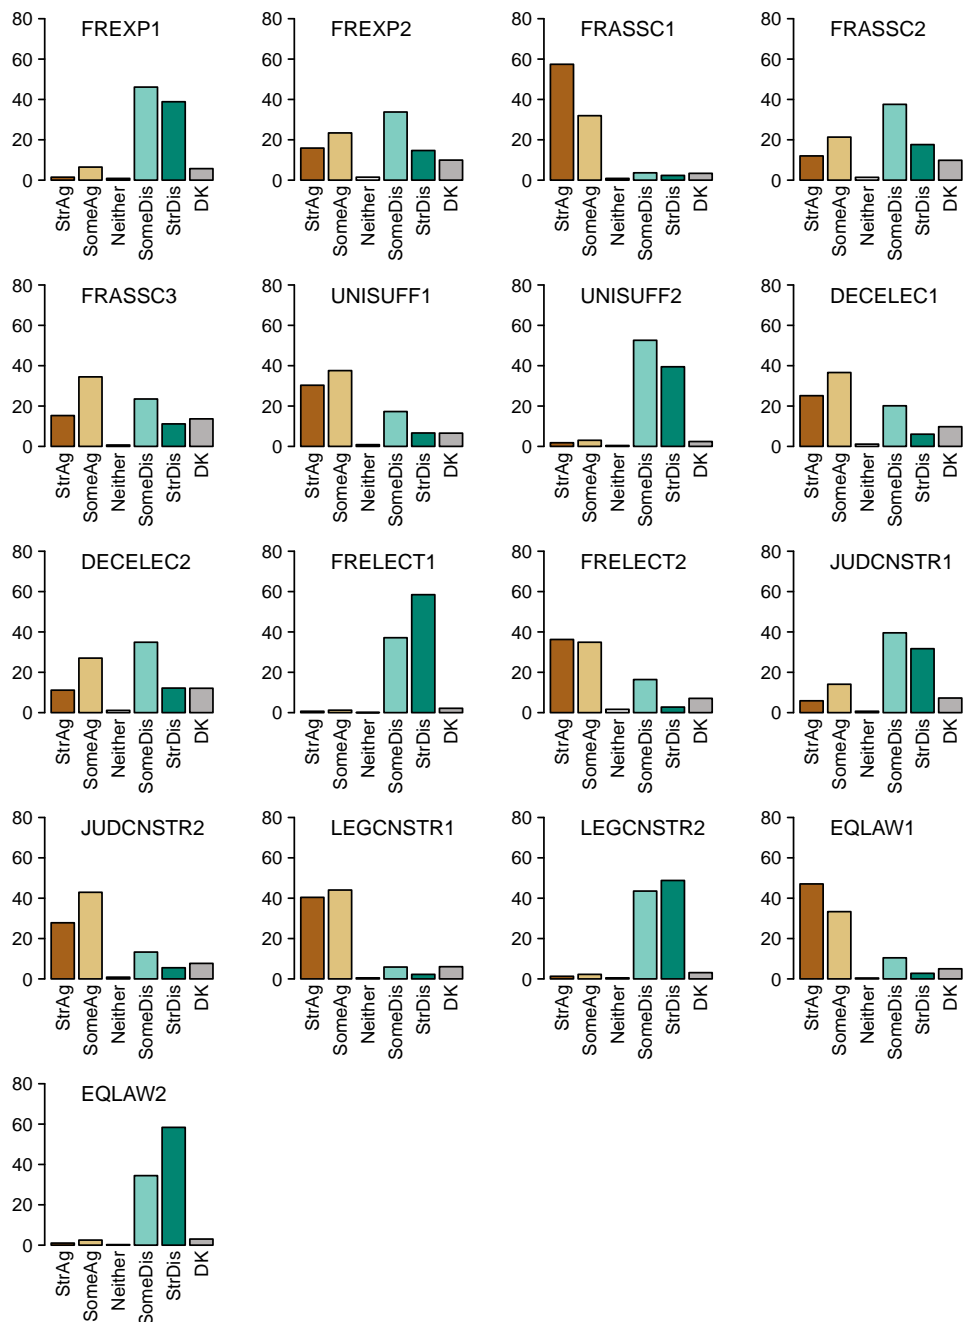 FREXP1 FREXP2 FRASSC1 FRASSC2
80 80 80 80
60 60 60 60
40 40 40 40
20 20 20 20
0 0 0 0
StrAg SomeAg Neither SomeDis StrDis DK StrAg SomeAg Neither SomeDis StrDis DK StrAg SomeAg Neither SomeDis StrDis DK StrAg SomeAg Neither SomeDis StrDis DK
FRASSC3 UNISUFF1 UNISUFF2 DECELEC1
80 80 80 80
60 60 60 60
40 40 40 40
20 20 20 20
0 0 0 0
StrAg SomeAg Neither SomeDis StrDis DK StrAg SomeAg Neither SomeDis StrDis DK StrAg SomeAg Neither SomeDis StrDis DK StrAg SomeAg Neither SomeDis StrDis DK
DECELEC2 FRELECT1 FRELECT2 JUDCNSTR1
80 80 80 80
60 60 60 60
40 40 40 40
20 20 20 20
0 0 0 0
StrAg SomeAg Neither SomeDis StrDis DK StrAg SomeAg Neither SomeDis StrDis DK StrAg SomeAg Neither SomeDis StrDis DK StrAg SomeAg Neither SomeDis StrDis DK
JUDCNSTR2 LEGCNSTR1 LEGCNSTR2 EQLAW1
80 80 80 80
60 60 60 60
40 40 40 40
20 20 20 20
0 0 0 0
StrAg SomeAg Neither SomeDis StrDis DK StrAg SomeAg Neither SomeDis StrDis DK StrAg SomeAg Neither SomeDis StrDis DK StrAg SomeAg Neither SomeDis StrDis DK
EQLAW2
80
60
40
20
0
StrAg SomeAg Neither SomeDis StrDis DK